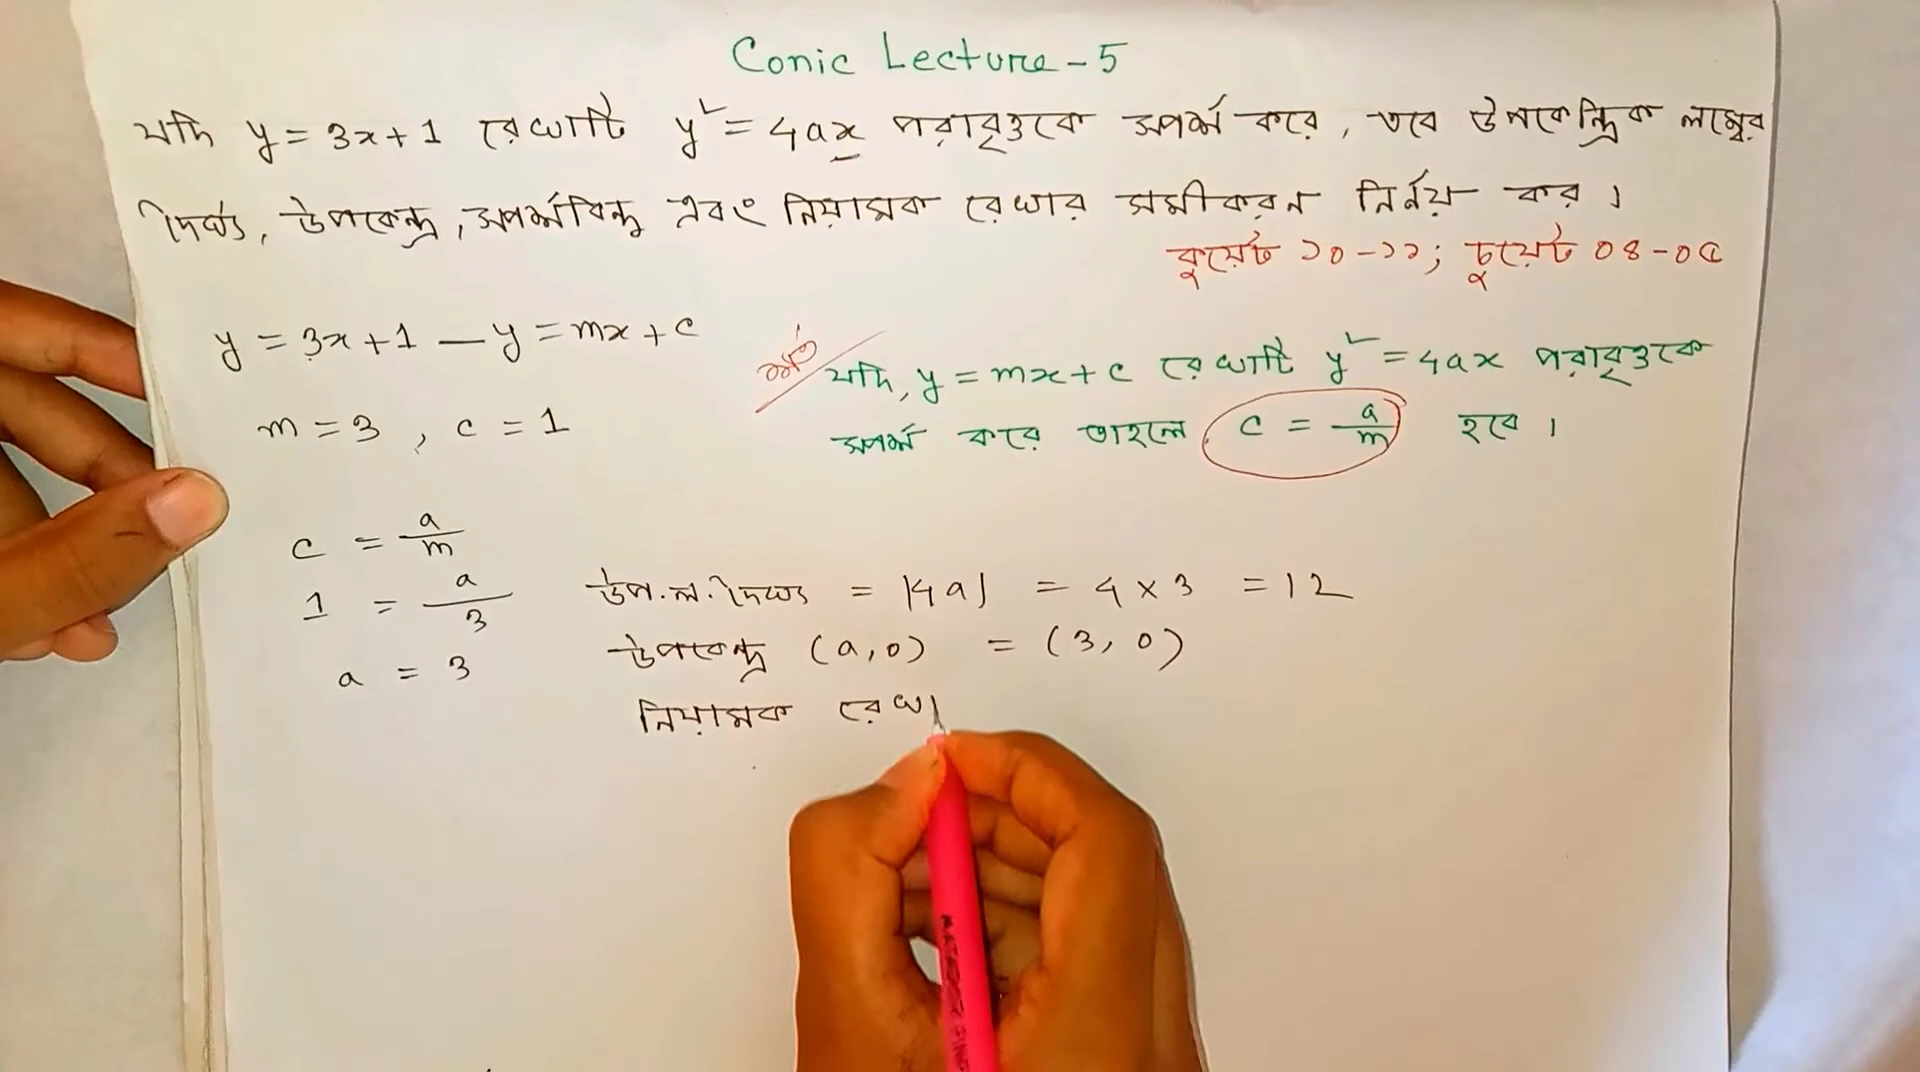 Conic Lecture-5
যদি y = 3x+1 রেখাটি y² = 4ax পরাবৃত্তকে স্পর্শ করে, তবে উপকেন্দ্রিক লম্বের
দৈর্ঘ্য, উপকেন্দ্র, স্পর্শবিন্দু এবং নিয়ামক রেখার সমীকরন নির্নয় কর।
কুয়েট ১০-১১; চুয়েট ০৪-০৫
y = 3x+1 — y = mx + c
শর্ত
যদি, y = mx+c রেখাটি y² = 4ax পরাবৃত্তকে
m = 3, c = 1
স্পর্শ করে তাহলে c = a/m হবে।
c = a/m
1 = a/3
উপ.ল.দৈর্ঘ্য = |4a| = 4 × 3 = 12
উপকেন্দ্র (a,0) = (3, 0)
a = 3
নিয়ামক রেখা